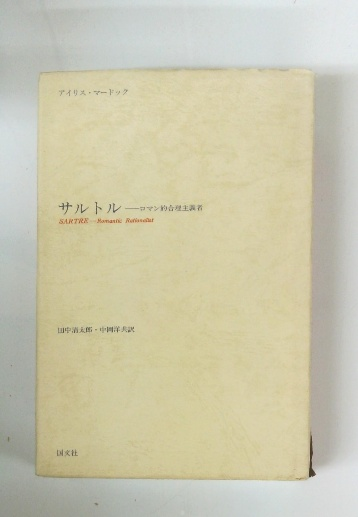 アイリス・マードック
サルトル——ロマン的合理主義者
SARTRE—Romantic Rationalist
田中清太郎・中岡洋共訳
国文社